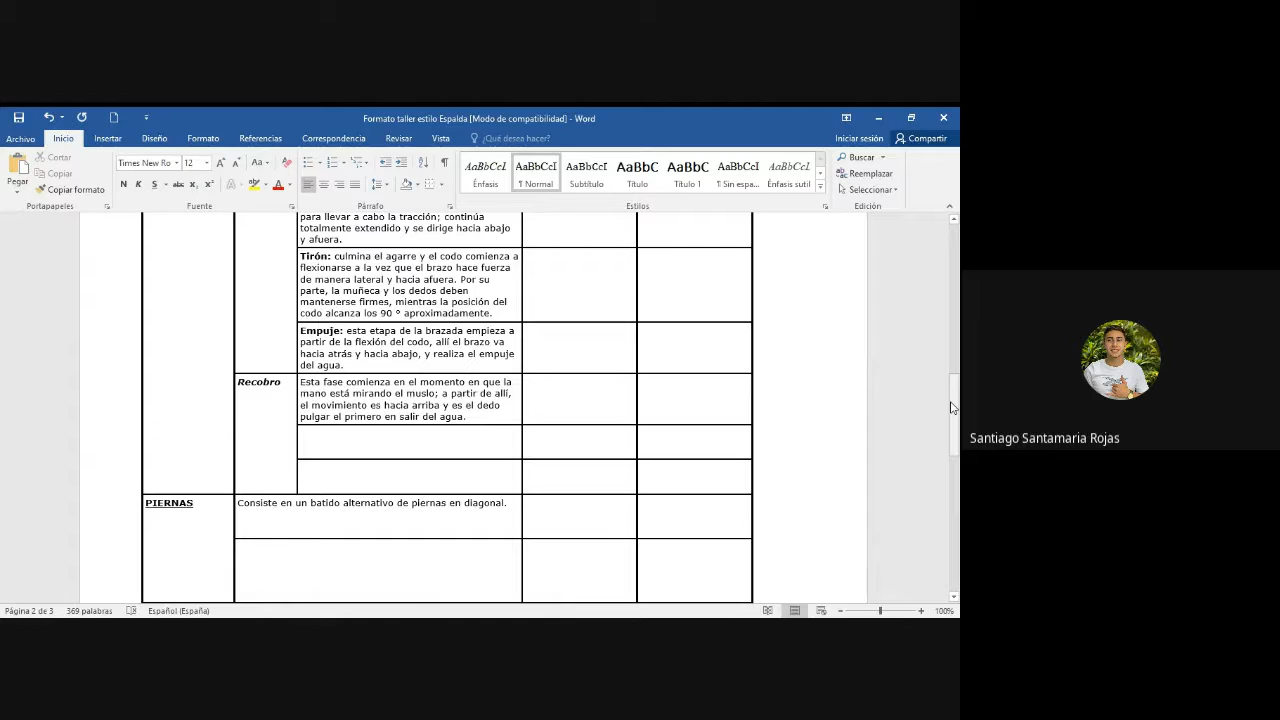 Formato taller estilo Espalda [Modo de compatibilidad] - Word
Archivo Inicio Insertar Diseño Formato Referencias Correspondencia Revisar Vista ¿Qué desea hacer? Iniciar sesión Compartir
Pegar
Cortar
Copiar
Copiar formato
Portapapeles
Times New Ro 12
N K S abc x₂ x² A
Fuente
Párrafo
AaBbCcL AaBbCcI AaBbCcI AaBbC AaBbC AaBbCcI AaBbCcI
Énfasis ¶ Normal Subtítulo Título Título 1 ¶ Sin espa... Énfasis sutil
Estilos
Buscar
Reemplazar
Seleccionar
Edición
para llevar a cabo la tracción; continúa
totalmente extendido y se dirige hacia abajo
y afuera.
Tirón: culmina el agarre y el codo comienza a
flexionarse a la vez que el brazo hace fuerza
de manera lateral y hacia afuera. Por su
parte, la muñeca y los dedos deben
mantenerse firmes, mientras la posición del
codo alcanza los 90 º aproximadamente.
Empuje: esta etapa de la brazada empieza a
partir de la flexión del codo, allí el brazo va
hacia atrás y hacia abajo, y realiza el empuje
del agua.
Recobro
Esta fase comienza en el momento en que la
mano está mirando el muslo; a partir de allí,
el movimiento es hacia arriba y es el dedo
pulgar el primero en salir del agua.
PIERNAS
Consiste en un batido alternativo de piernas en diagonal.
Página 2 de 3 369 palabras Español (España) 100%
Santiago Santamaria Rojas